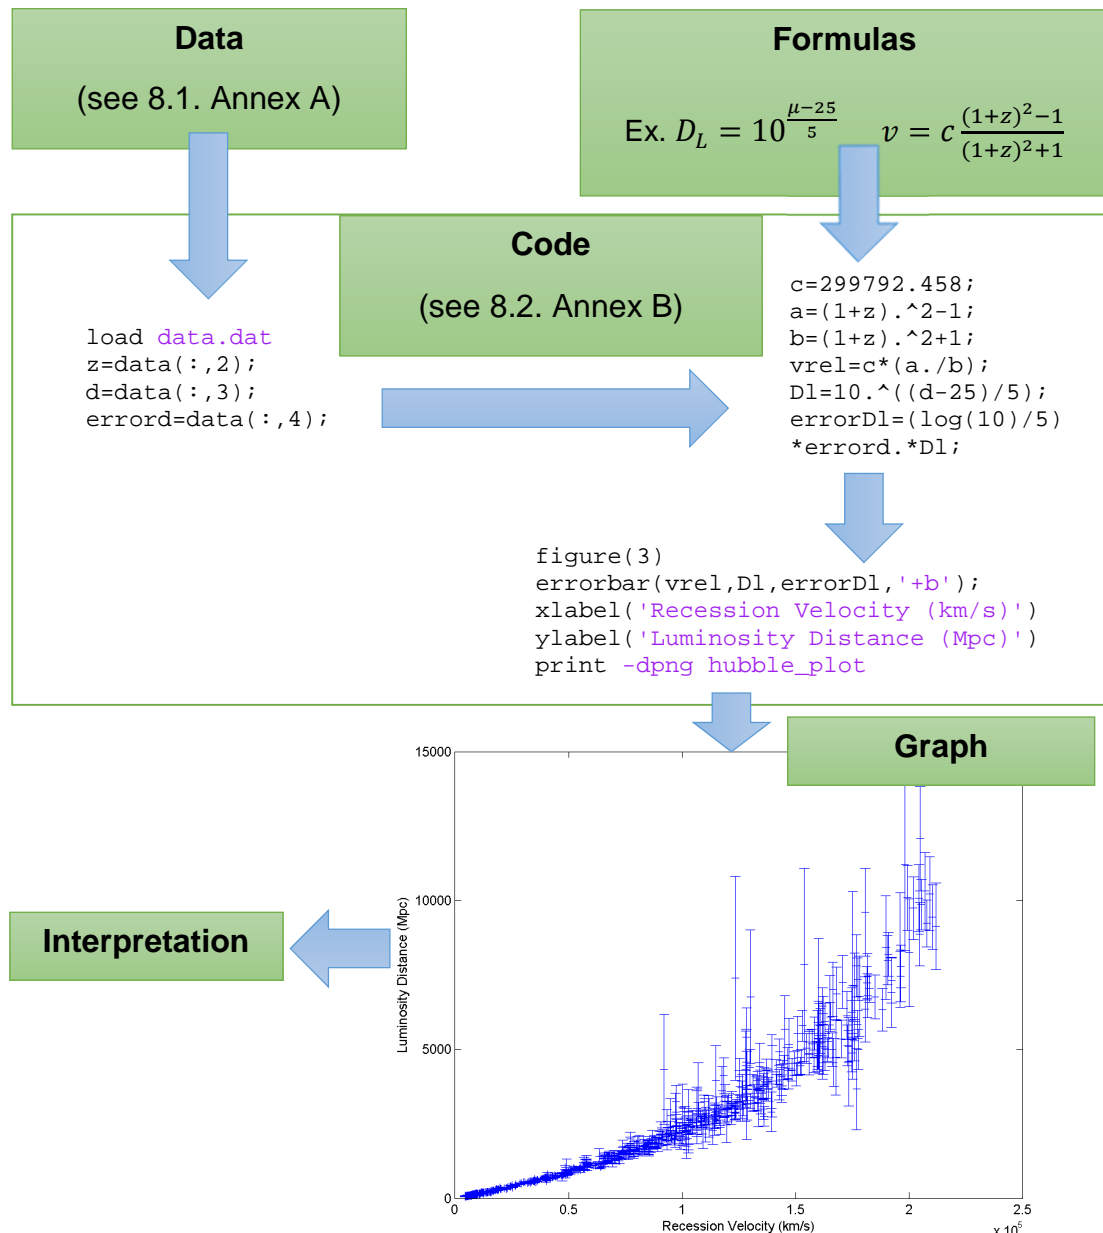 Data
(see 8.1. Annex A)
Formulas
Ex. $D_L = 10^{\frac{\mu-25}{5}}$ $v = c\frac{(1+z)^2-1}{(1+z)^2+1}$
Code
(see 8.2. Annex B)
load data.dat
z=data(:,2);
d=data(:,3);
errord=data(:,4);
c=299792.458;
a=(1+z).^2-1;
b=(1+z).^2+1;
vrel=c*(a./b);
Dl=10.^((d-25)/5);
errorDl=(log(10)/5)
*errord.*Dl;
figure(3)
errorbar(vrel,Dl,errorDl,'+b');
xlabel('Recession Velocity (km/s)')
ylabel('Luminosity Distance (Mpc)')
print -dpng hubble_plot
Graph
15000
10000
5000
0
Luminosity Distance (Mpc)
0 0.5 1 1.5 2 2.5
Recession Velocity (km/s)
x 10^5
Interpretation